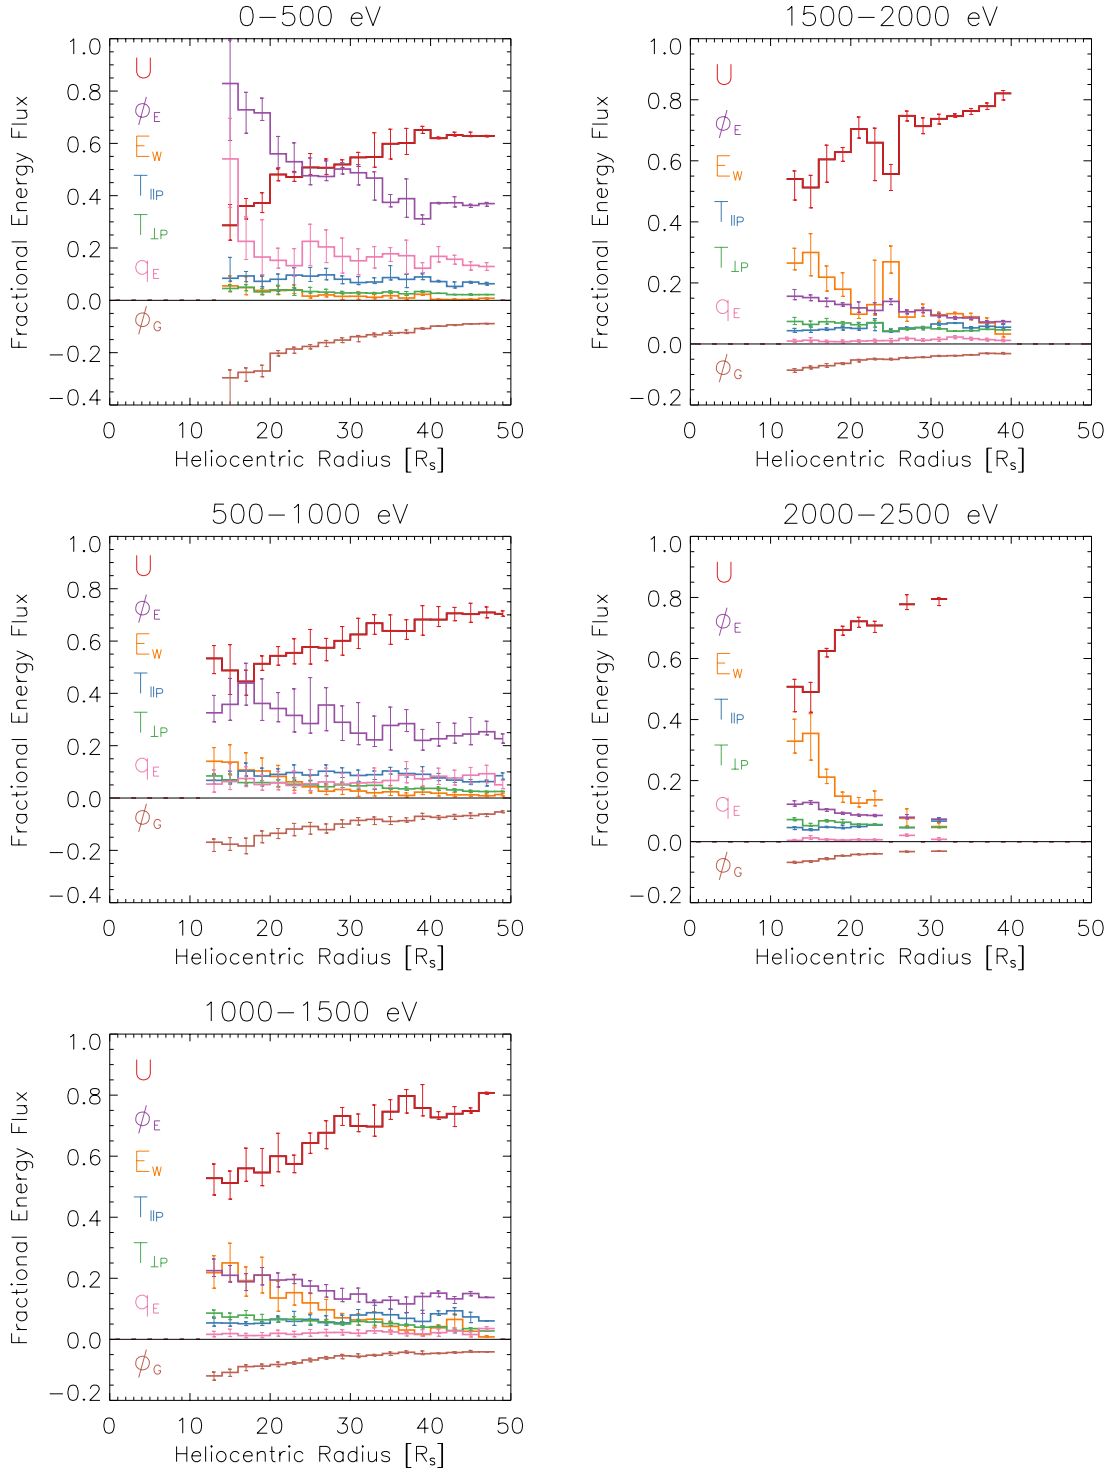 0−500 eV
1.0
0.8
0.6
0.4
0.2
0.0
−0.2
−0.4
Fractional Energy Flux
U
ϕE
EW
T||P
T⊥P
qE
ϕG
0 10 20 30 40 50
Heliocentric Radius [Rs]
1500−2000 eV
1.0
0.8
0.6
0.4
0.2
0.0
−0.2
Fractional Energy Flux
U
ϕE
EW
T||P
T⊥P
qE
ϕG
0 10 20 30 40 50
Heliocentric Radius [Rs]
500−1000 eV
1.0
0.8
0.6
0.4
0.2
0.0
−0.2
−0.4
Fractional Energy Flux
U
ϕE
EW
T||P
T⊥P
qE
ϕG
0 10 20 30 40 50
Heliocentric Radius [Rs]
2000−2500 eV
1.0
0.8
0.6
0.4
0.2
0.0
−0.2
Fractional Energy Flux
U
ϕE
EW
T||P
T⊥P
qE
ϕG
0 10 20 30 40 50
Heliocentric Radius [Rs]
1000−1500 eV
1.0
0.8
0.6
0.4
0.2
0.0
−0.2
Fractional Energy Flux
U
ϕE
EW
T||P
T⊥P
qE
ϕG
0 10 20 30 40 50
Heliocentric Radius [Rs]